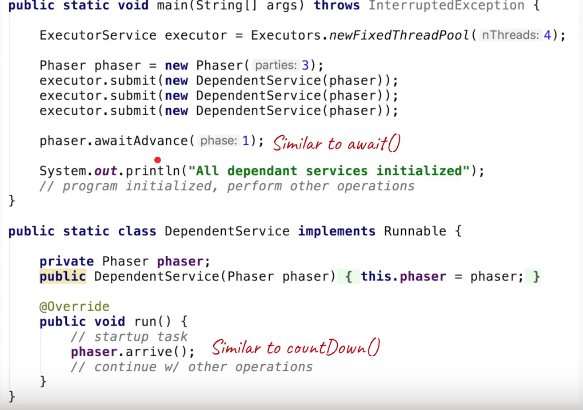 public static void main(String[] args) throws InterruptedException {
ExecutorService executor = Executors.newFixedThreadPool( nThreads: 4);
Phaser phaser = new Phaser( parties: 3);
executor.submit(new DependentService(phaser));
executor.submit(new DependentService(phaser));
executor.submit(new DependentService(phaser));
phaser.awaitAdvance( phase: 1); Similar to await()
System.out.println("All dependant services initialized");
// program initialized, perform other operations
}
public static class DependentService implements Runnable {
private Phaser phaser;
public DependentService(Phaser phaser) { this.phaser = phaser; }
@Override
public void run() {
// startup task
phaser.arrive(); Similar to countDown()
// continue w/ other operations
}
}